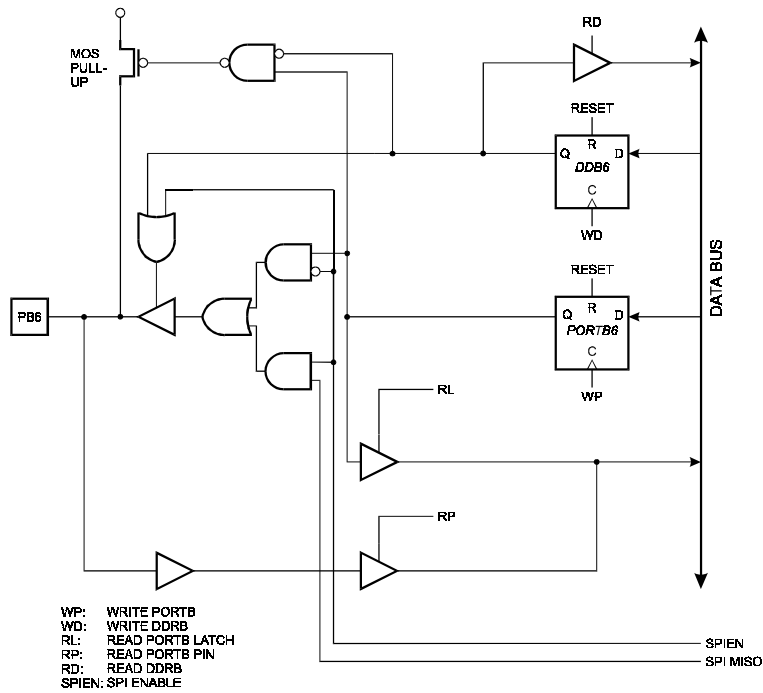 RD
MOS
PULL-
UP
RESET
R
Q
D
DDB6
C
WD
DATA BUS
RESET
R
Q
D
PORTB6
C
WP
PB6
RL
RP
WP: WRITE PORTB
WD: WRITE DDRB
RL: READ PORTB LATCH
RP: READ PORTB PIN
RD: READ DDRB
SPIEN: SPI ENABLE
SPIEN
SPI MISO